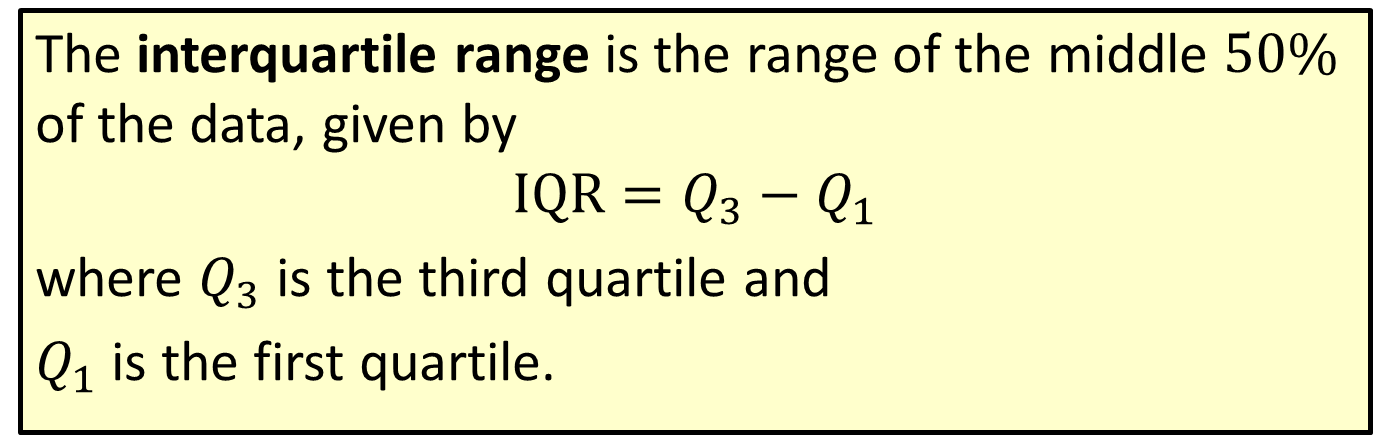 The interquartile range is the range of the middle 50%
of the data, given by
IQR = Q₃ − Q₁
where Q₃ is the third quartile and
Q₁ is the first quartile.